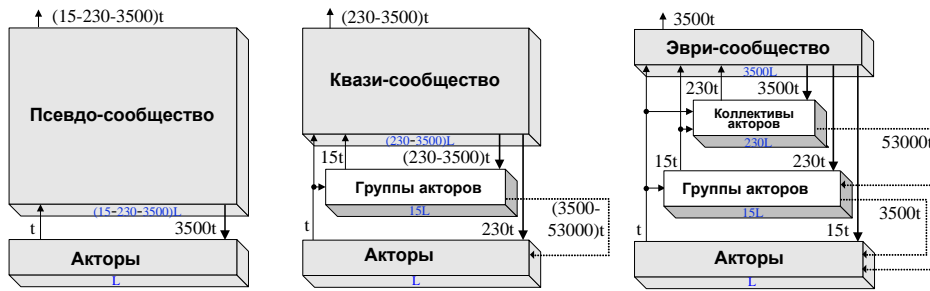 (15-230-3500)t
Псевдо-сообщество
(15-230-3500)L
t
3500t
Акторы
L
(230-3500)t
Квази-сообщество
(230-3500)L
15t
(230-3500)t
Группы акторов
15L
t
230t
(3500-
53000)t
Акторы
L
3500t
Эври-сообщество
3500L
230t
3500t
Коллективы
акторов
230L
53000t
15t
230t
Группы акторов
15L
3500t
t
15t
Акторы
L